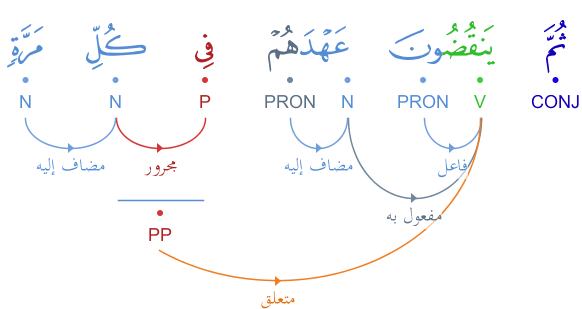 ثُمَّ يَنقُضُونَ عَهْدَهُمْ فِي كُلِّ مَرَّةٍ
CONJ V PRON N PRON P N N
فاعل مضاف إليه مجرور مضاف إليه
مفعول به
PP
متعلق